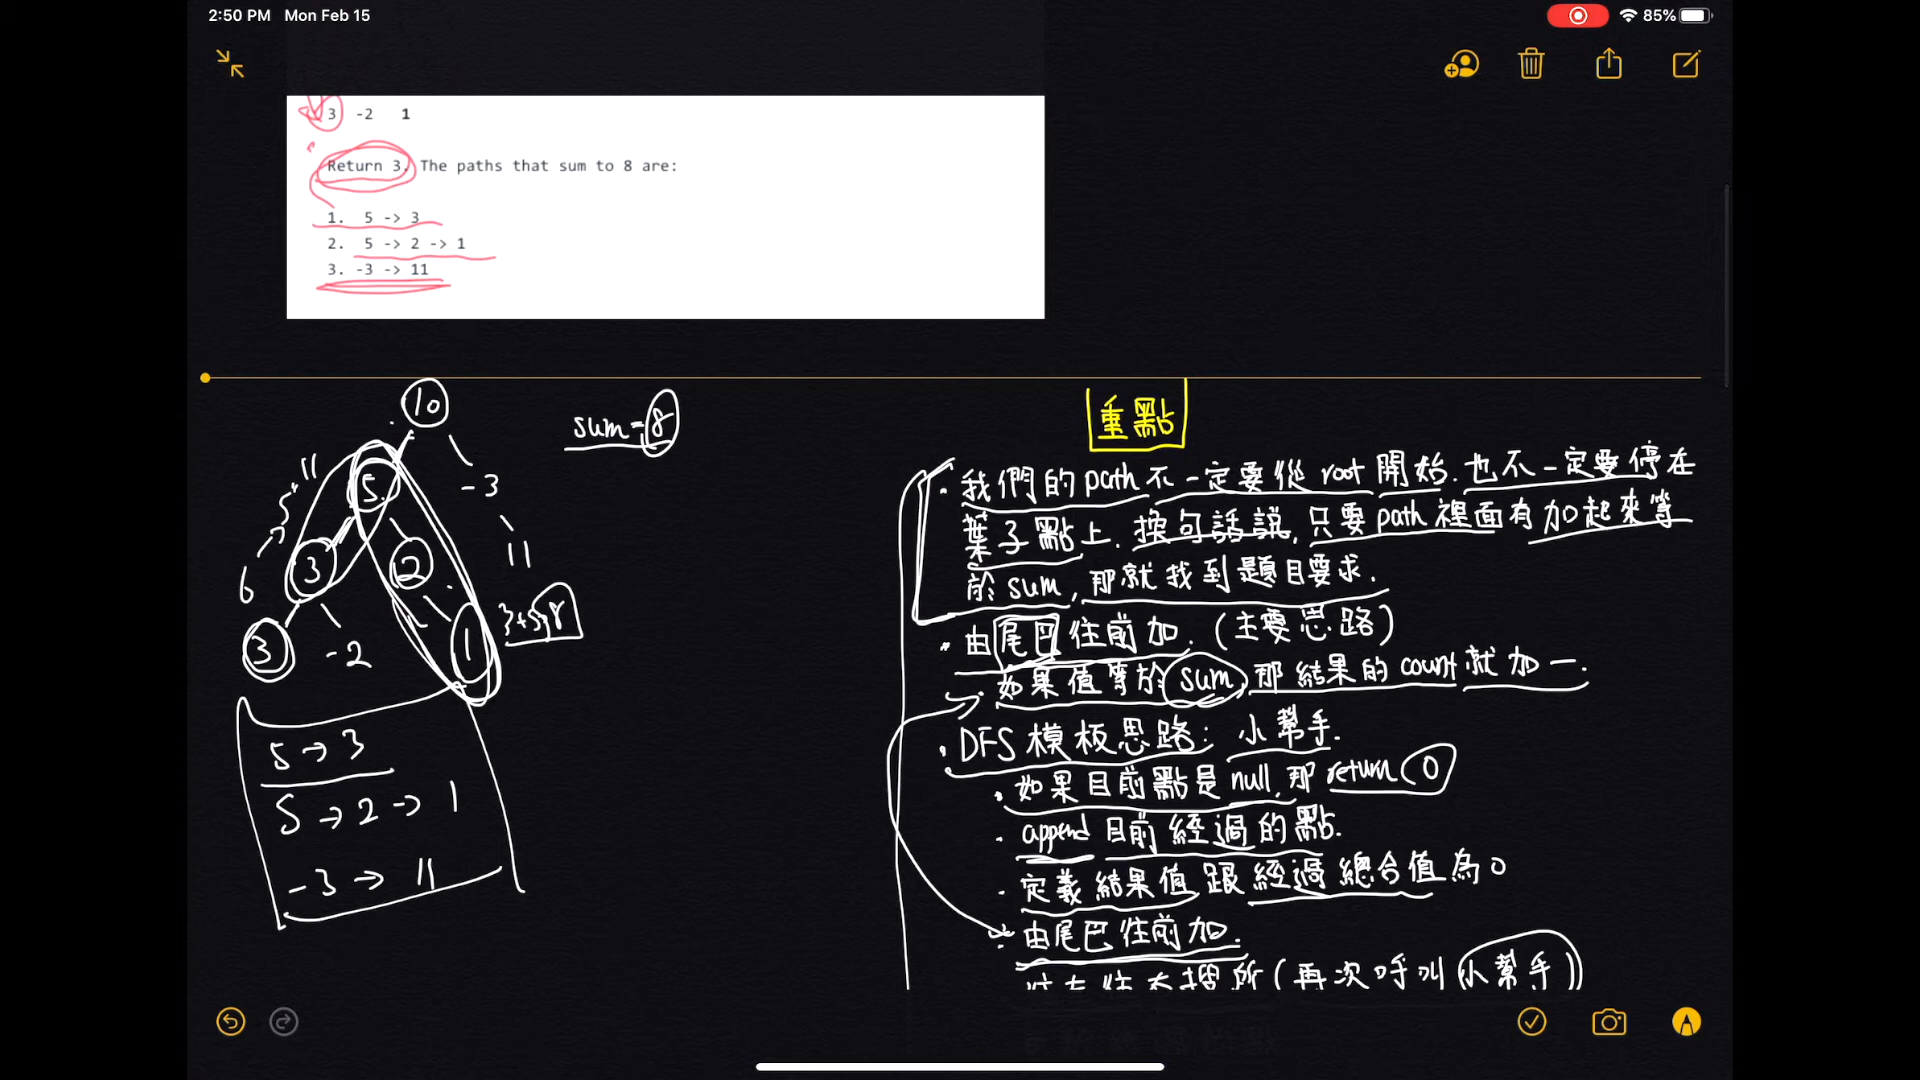 2:50 PM Mon Feb 15
85%
3 -2 1
Return 3. The paths that sum to 8 are:
1. 5 -> 3
2. 5 -> 2 -> 1
3. -3 -> 11
10
sum=8
重點
11
5
5
-3
6
3
2
11
3
-2
1
3+5,8
5→3
5→2→1
-3→11
· 我們的path不一定要從root開始. 也不一定要停在
葉子點上. 換句話說, 只要path裡面有加起來等
於sum, 那就找到題目要求.
· 由尾巴往前加. (主要思路)
· 如果值等於sum, 那結果的count就加一.
· DFS模板思路: 小幫手.
· 如果目前點是null, 那return 0
· append目前經過的點.
· 定義結果值跟經過總合值為0
· 由尾巴往前加.
(再次呼叫小幫手)